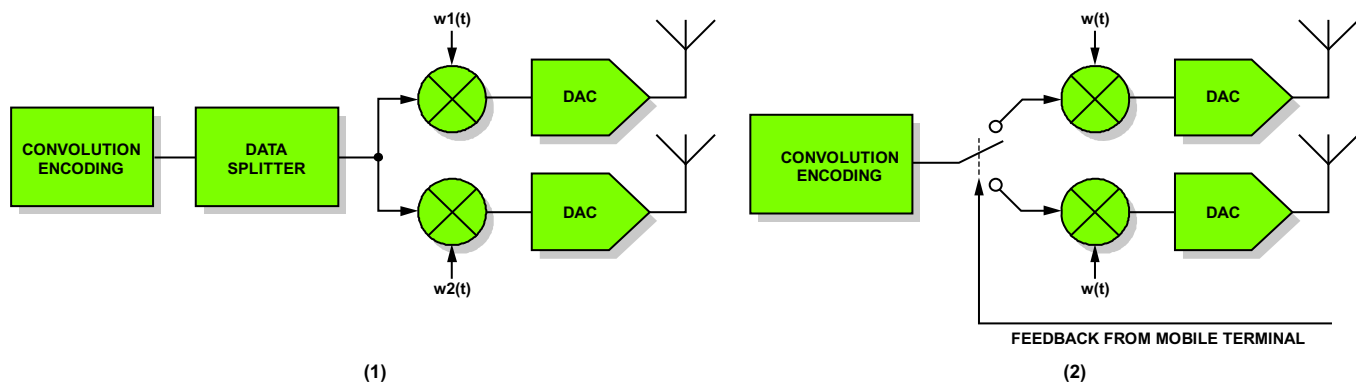 w1(t)
DAC
CONVOLUTION
ENCODING
DATA
SPLITTER
DAC
w2(t)
(1)
w(t)
DAC
CONVOLUTION
ENCODING
DAC
w(t)
FEEDBACK FROM MOBILE TERMINAL
(2)